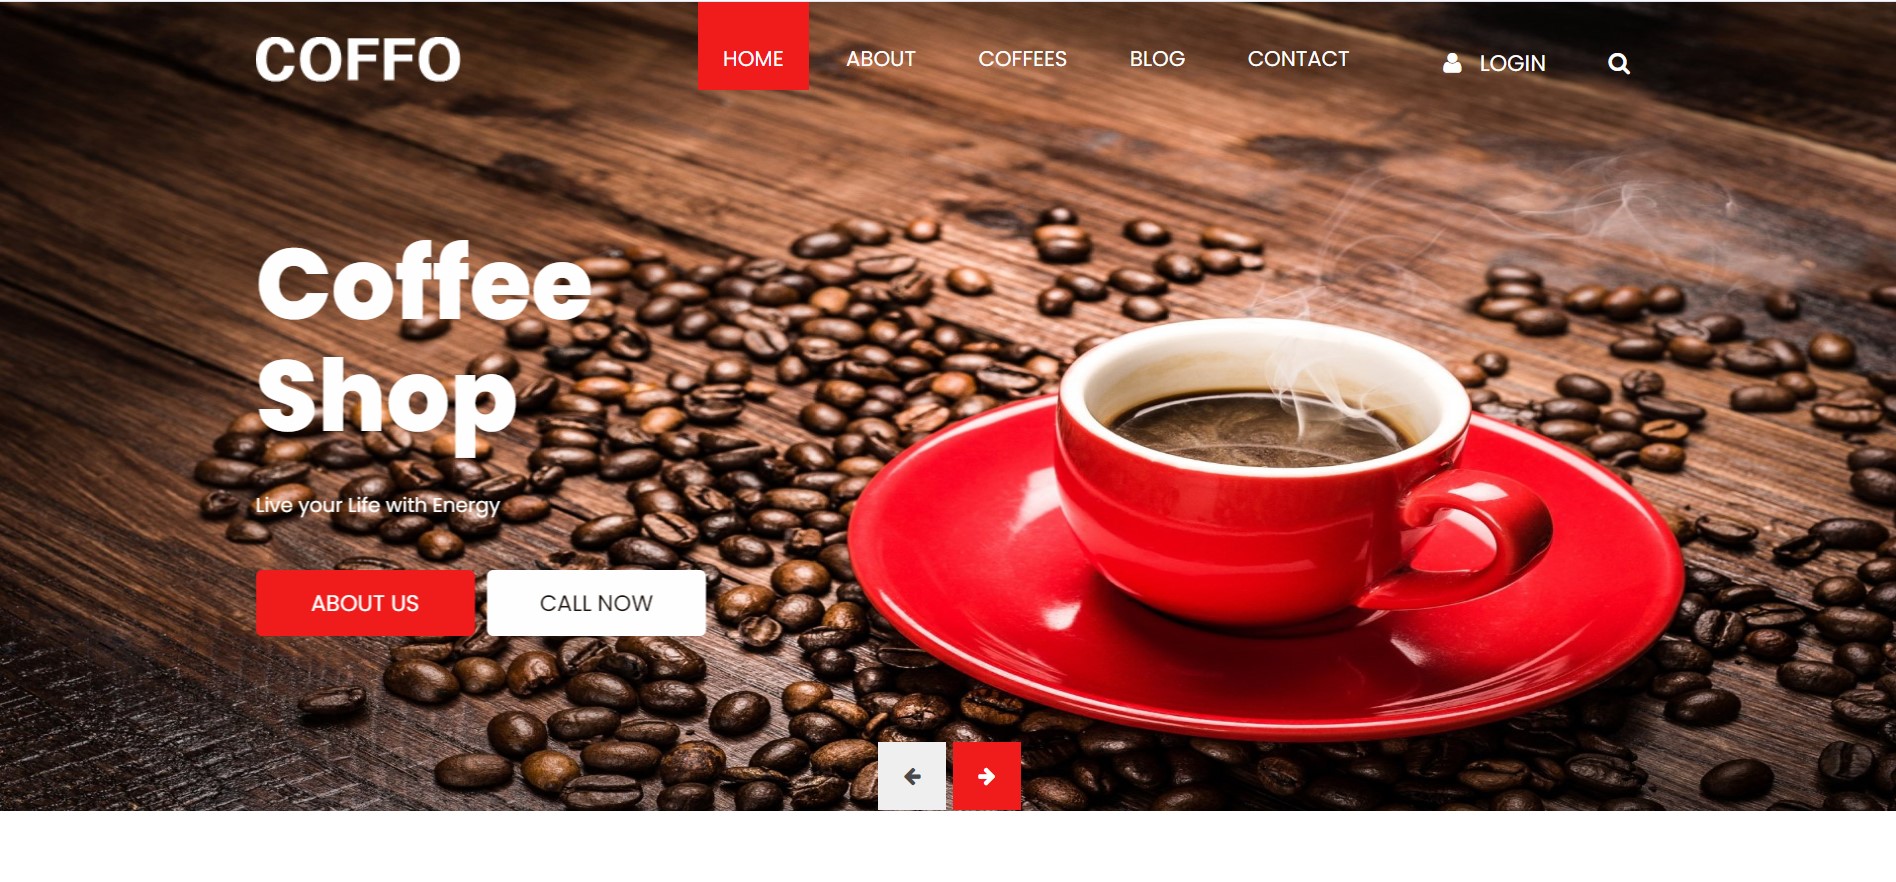 COFFO
HOME ABOUT COFFEES BLOG CONTACT LOGIN
Coffee
Shop
Live your Life with Energy
ABOUT US CALL NOW